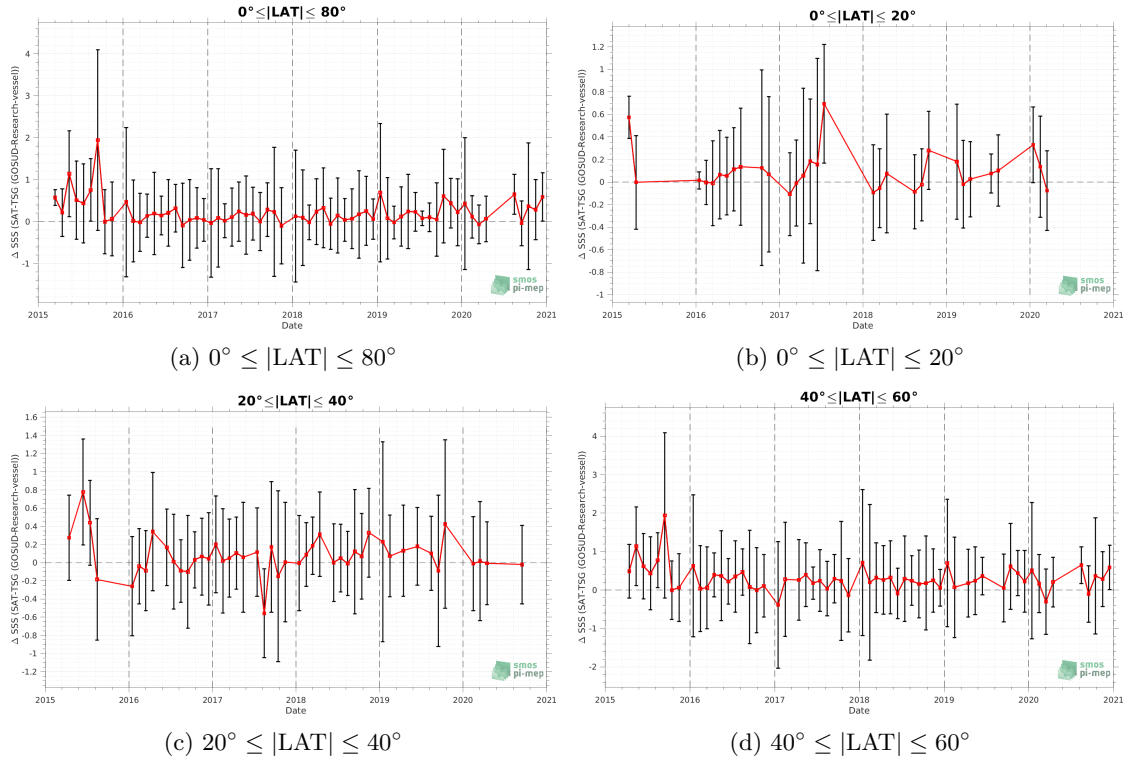 0°≤|LAT|≤ 80°
Δ SSS (SAT-TSG (GOSUD-Research-vessel))
4
3
2
1
0
-1
2015 2016 2017 2018 2019 2020 2021
Date
smos
pi-mep
(a) 0° ≤ |LAT| ≤ 80°
0°≤|LAT|≤ 20°
Δ SSS (SAT-TSG (GOSUD-Research-vessel))
1.2
1
0.8
0.6
0.4
0.2
0
-0.2
-0.4
-0.6
-0.8
-1
2015 2016 2017 2018 2019 2020 2021
Date
smos
pi-mep
(b) 0° ≤ |LAT| ≤ 20°
20°≤|LAT|≤ 40°
Δ SSS (SAT-TSG (GOSUD-Research-vessel))
1.6
1.4
1.2
1
0.8
0.6
0.4
0.2
0
-0.2
-0.4
-0.6
-0.8
-1
-1.2
2015 2016 2017 2018 2019 2020 2021
Date
smos
pi-mep
(c) 20° ≤ |LAT| ≤ 40°
40°≤|LAT|≤ 60°
Δ SSS (SAT-TSG (GOSUD-Research-vessel))
4
3
2
1
0
-1
-2
2015 2016 2017 2018 2019 2020 2021
Date
smos
pi-mep
(d) 40° ≤ |LAT| ≤ 60°